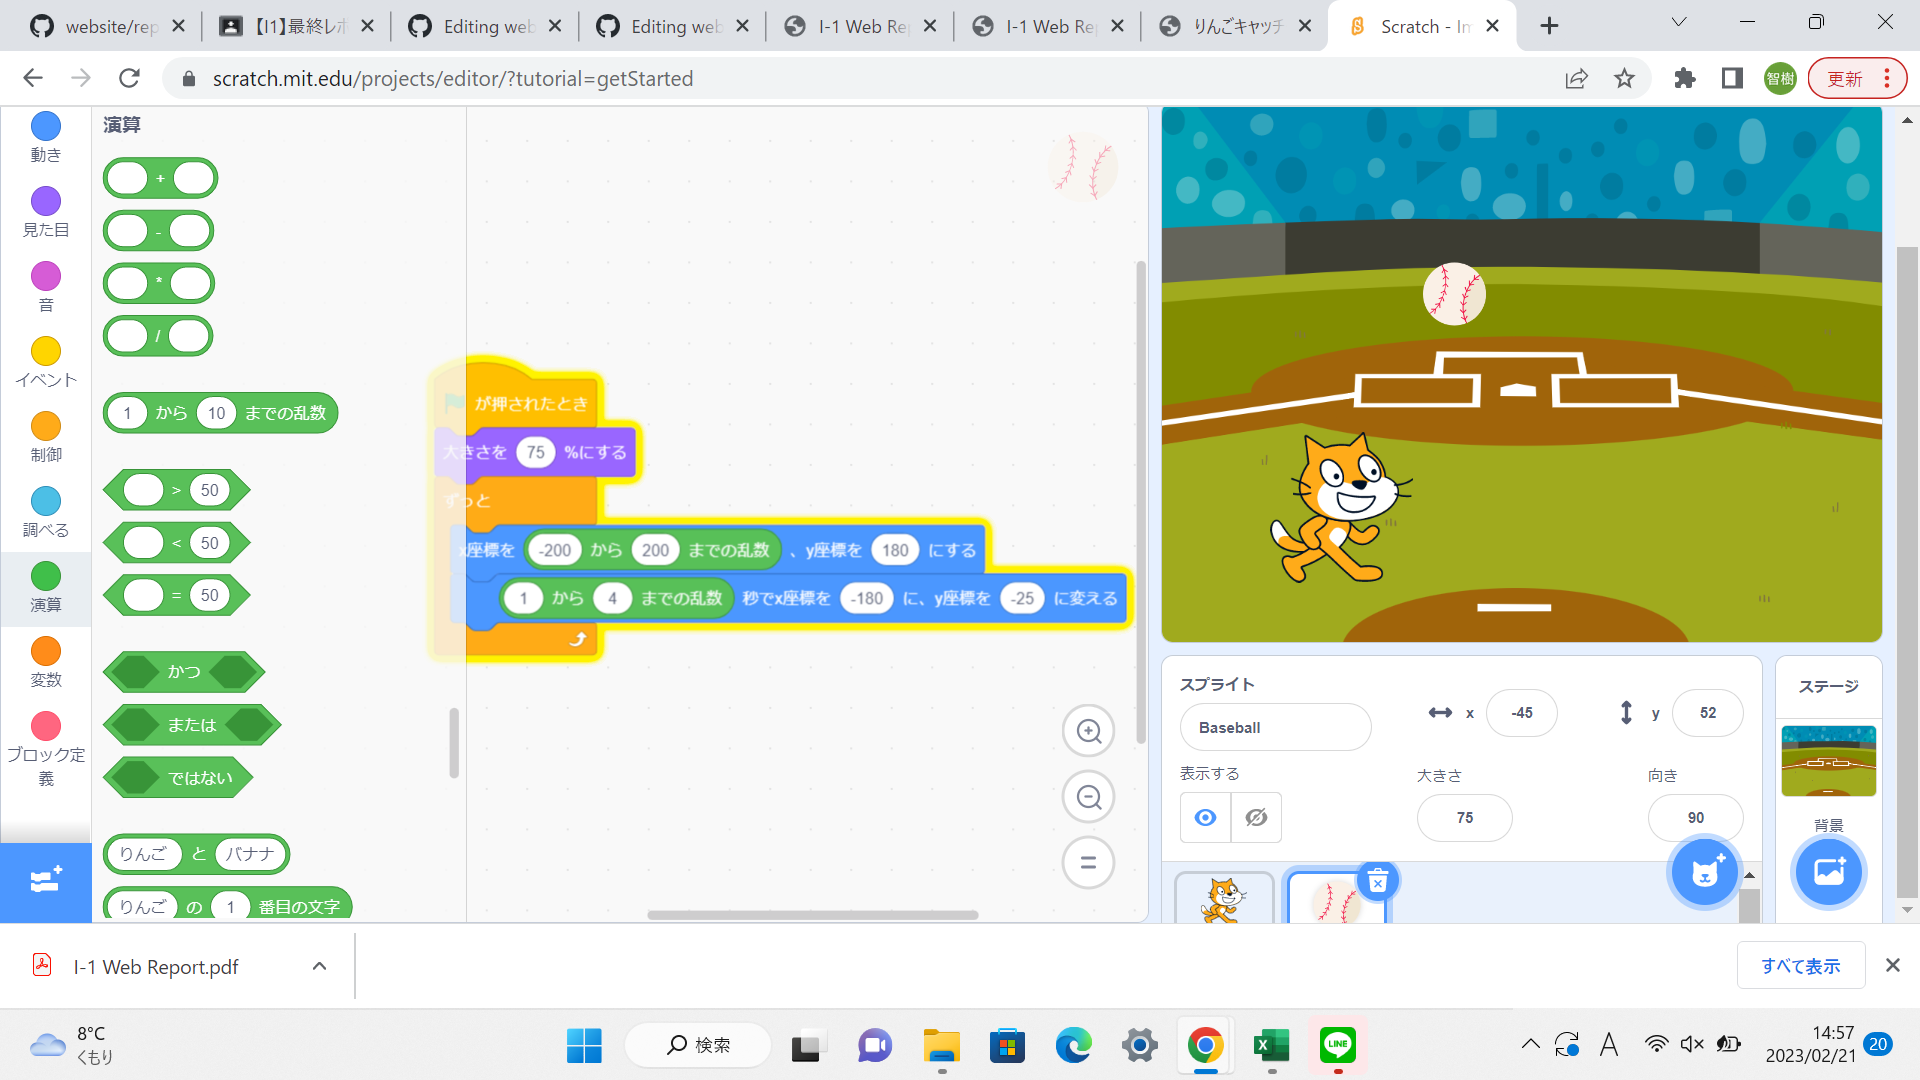 website/rep
【I1】最終レポ
Editing web
Editing web
I-1 Web Rep
I-1 Web Rep
りんごキャッチ
Scratch - Im
scratch.mit.edu/projects/editor/?tutorial=getStarted
智樹
更新
動き
見た目
音
イベント
制御
調べる
演算
変数
ブロック定
義
演算
+
-
*
/
1 から 10 までの乱数
> 50
< 50
= 50
かつ
または
ではない
りんご と バナナ
りんご の 1 番目の文字
が押されたとき
大きさを 75 %にする
ずっと
x座標を -200 から 200 までの乱数 、y座標を 180 にする
1 から 4 までの乱数 秒でx座標を -180 に、y座標を -25 に変える
スプライト
Baseball
x -45
y 52
表示する
大きさ
75
向き
90
ステージ
背景
I-1 Web Report.pdf
すべて表示
8°C
くもり
検索
LINE
A
14:57
2023/02/21
20